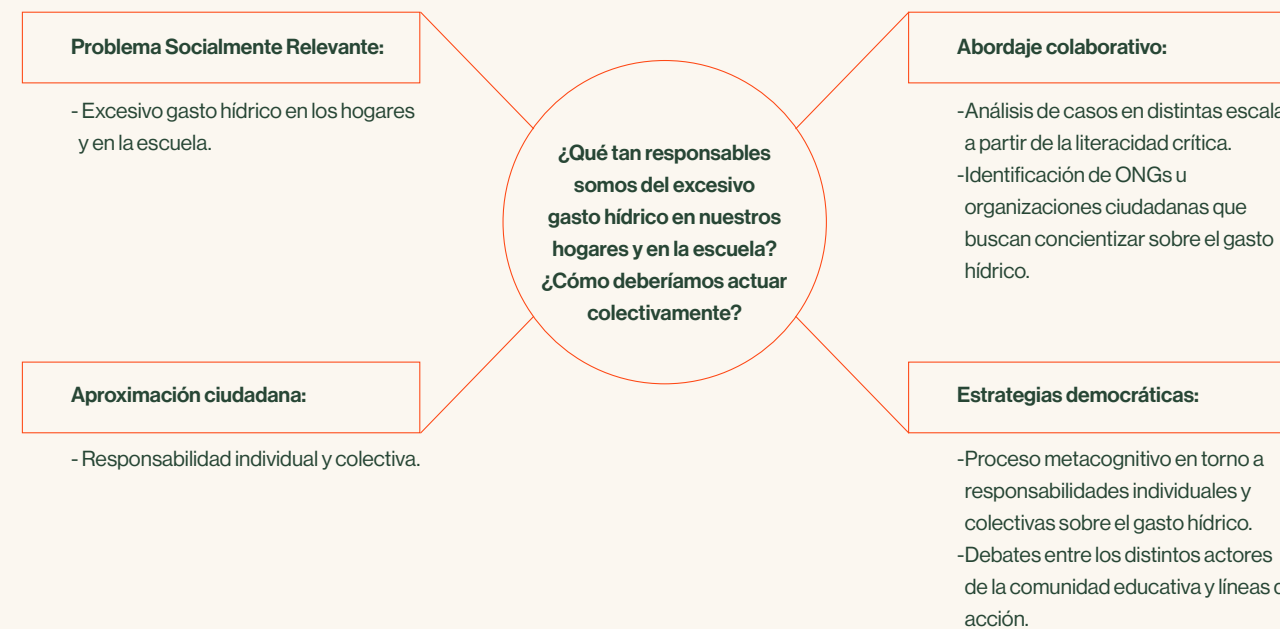 Problema Socialmente Relevante:
- Excesivo gasto hídrico en los hogares
y en la escuela.
¿Qué tan responsables
somos del excesivo
gasto hídrico en nuestros
hogares y en la escuela?
¿Cómo deberíamos actuar
colectivamente?
Abordaje colaborativo:
-Análisis de casos en distintas
a partir de la literacidad crítica.
-Identificación de ONGs u
organizaciones ciudadanas que
buscan concientizar sobre el gasto
hídrico.
Aproximación ciudadana:
- Responsabilidad individual y colectiva.
Estrategias democráticas:
-Proceso metacognitivo en torno a
responsabilidades individuales y
colectivas sobre el gasto hídrico.
-Debates entre los distintos actores
de la comunidad educativa y líneas
acción.